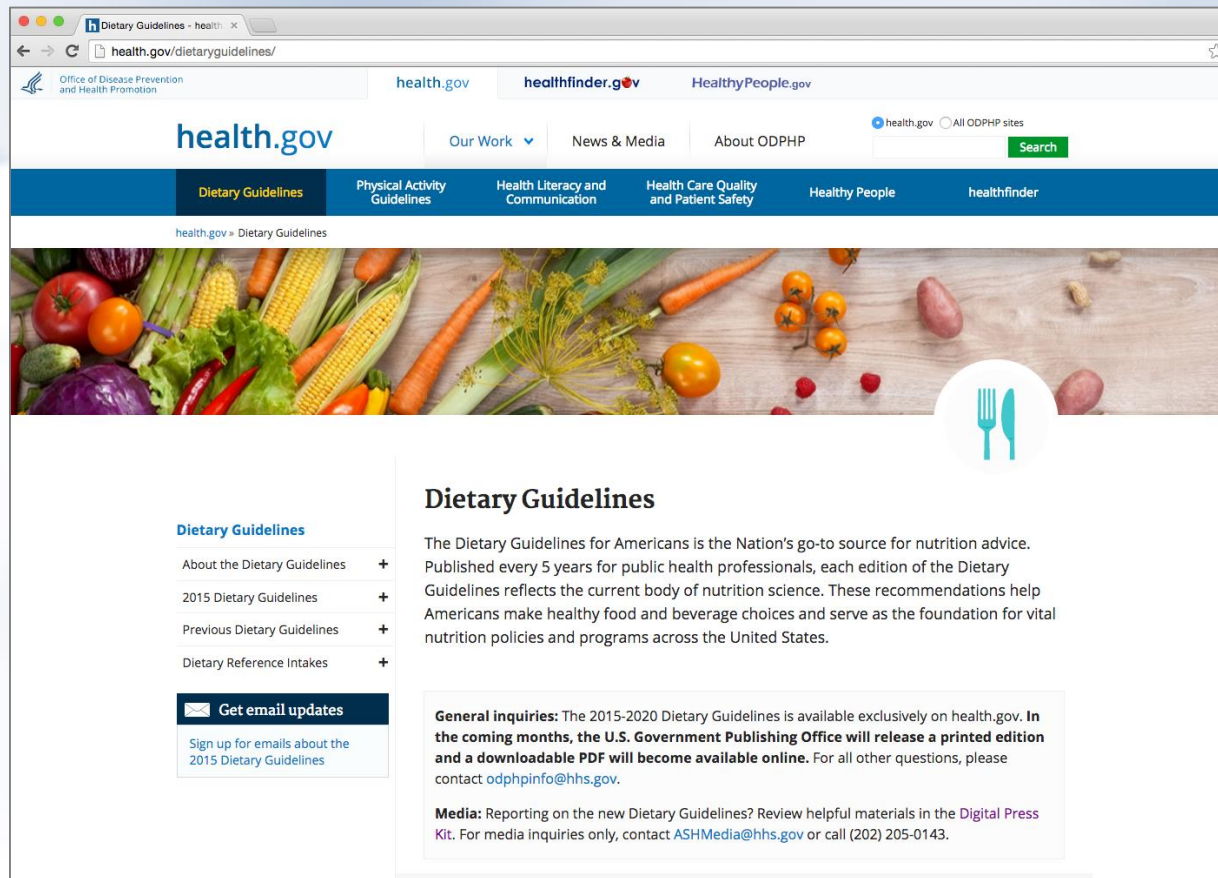 Dietary Guidelines - health.
health.gov/dietaryguidelines/
Office of Disease Prevention
and Health Promotion
health.gov
healthfinder.gov
HealthyPeople.gov
health.gov
Our Work
News & Media
About ODPHP
health.gov
All ODPHP sites
Search
Dietary Guidelines
Physical Activity
Guidelines
Health Literacy and
Communication
Health Care Quality
and Patient Safety
Healthy People
healthfinder
health.gov » Dietary Guidelines
Dietary Guidelines
About the Dietary Guidelines +
2015 Dietary Guidelines +
Previous Dietary Guidelines +
Dietary Reference Intakes +
Get email updates
Sign up for emails about the
2015 Dietary Guidelines
Dietary Guidelines
The Dietary Guidelines for Americans is the Nation’s go-to source for nutrition advice.
Published every 5 years for public health professionals, each edition of the Dietary
Guidelines reflects the current body of nutrition science. These recommendations help
Americans make healthy food and beverage choices and serve as the foundation for vital
nutrition policies and programs across the United States.
General inquiries: The 2015-2020 Dietary Guidelines is available exclusively on health.gov. In
the coming months, the U.S. Government Publishing Office will release a printed edition
and a downloadable PDF will become available online. For all other questions, please
contact odphpinfo@hhs.gov.
Media: Reporting on the new Dietary Guidelines? Review helpful materials in the Digital Press
Kit. For media inquiries only, contact ASHMedia@hhs.gov or call (202) 205-0143.